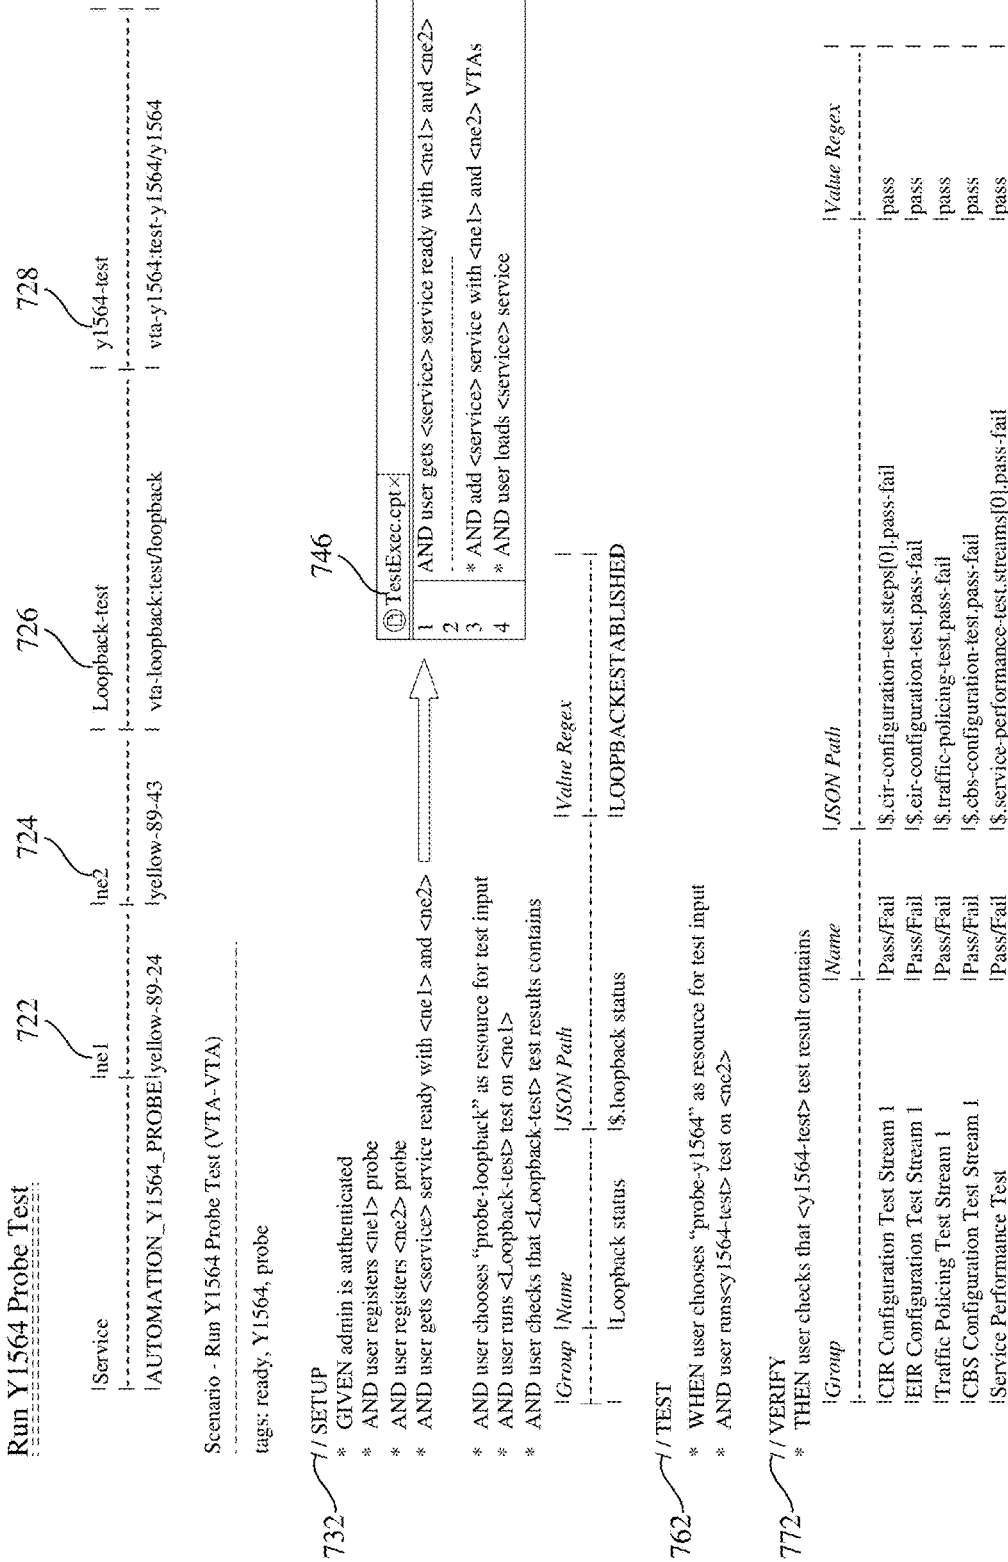 Run Y1564 Probe Test
722 724 726 728
|Service |ne1 |ne2 | Loopback-test | y1564-test |
|AUTOMATION_Y1564_PROBE|yellow-89-24 |yellow-89-43 | vta-loopback:test/loopback | vta-y1564:test-y1564/y1564 |
Scenario - Run Y1564 Probe Test (VTA-VTA)
tags: ready, Y1564, probe
732
// SETUP
* GIVEN admin is authenticated
* AND user registers <ne1> probe
* AND user registers <ne2> probe
* AND user gets <service> service ready with <ne1> and <ne2>
746
TestExec.cpt ×
1 AND user gets <service> service ready with <ne1> and <ne2>
2 --------------------
3 * AND add <service> service with <ne1> and <ne2> VTAs
4 * AND user loads <service> service
* AND user chooses “probe-loopback” as resource for test input
* AND user runs <Loopback-test> test on <ne1>
* AND user checks that <Loopback-test> test results contains
|Group |Name |JSON Path |Value Regex |
| |Loopback status |$.loopback status |LOOPBACKESTABLISHED
762
// TEST
* WHEN user chooses “probe-y1564” as resource for test input
* AND user runs<y1564-test> test on <ne2>
772
// VERIFY
* THEN user checks that <y1564-test> test result contains
|Group |Name |JSON Path |Value Regex |
|CIR Configuration Test Stream 1 |Pass/Fail |$.cir-configuration-test.steps[0].pass-fail |pass |
|EIR Configuration Test Stream 1 |Pass/Fail |$.eir-configuration-test.pass-fail |pass |
|Traffic Policing Test Stream 1 |Pass/Fail |$.traffic-policing-test.pass-fail |pass |
|CBS Configuration Test Stream 1 |Pass/Fail |$.cbs-configuration-test.pass-fail |pass |
|Service Performance Test |Pass/Fail |$.service-performance-test.streams[0].pass-fail |pass |